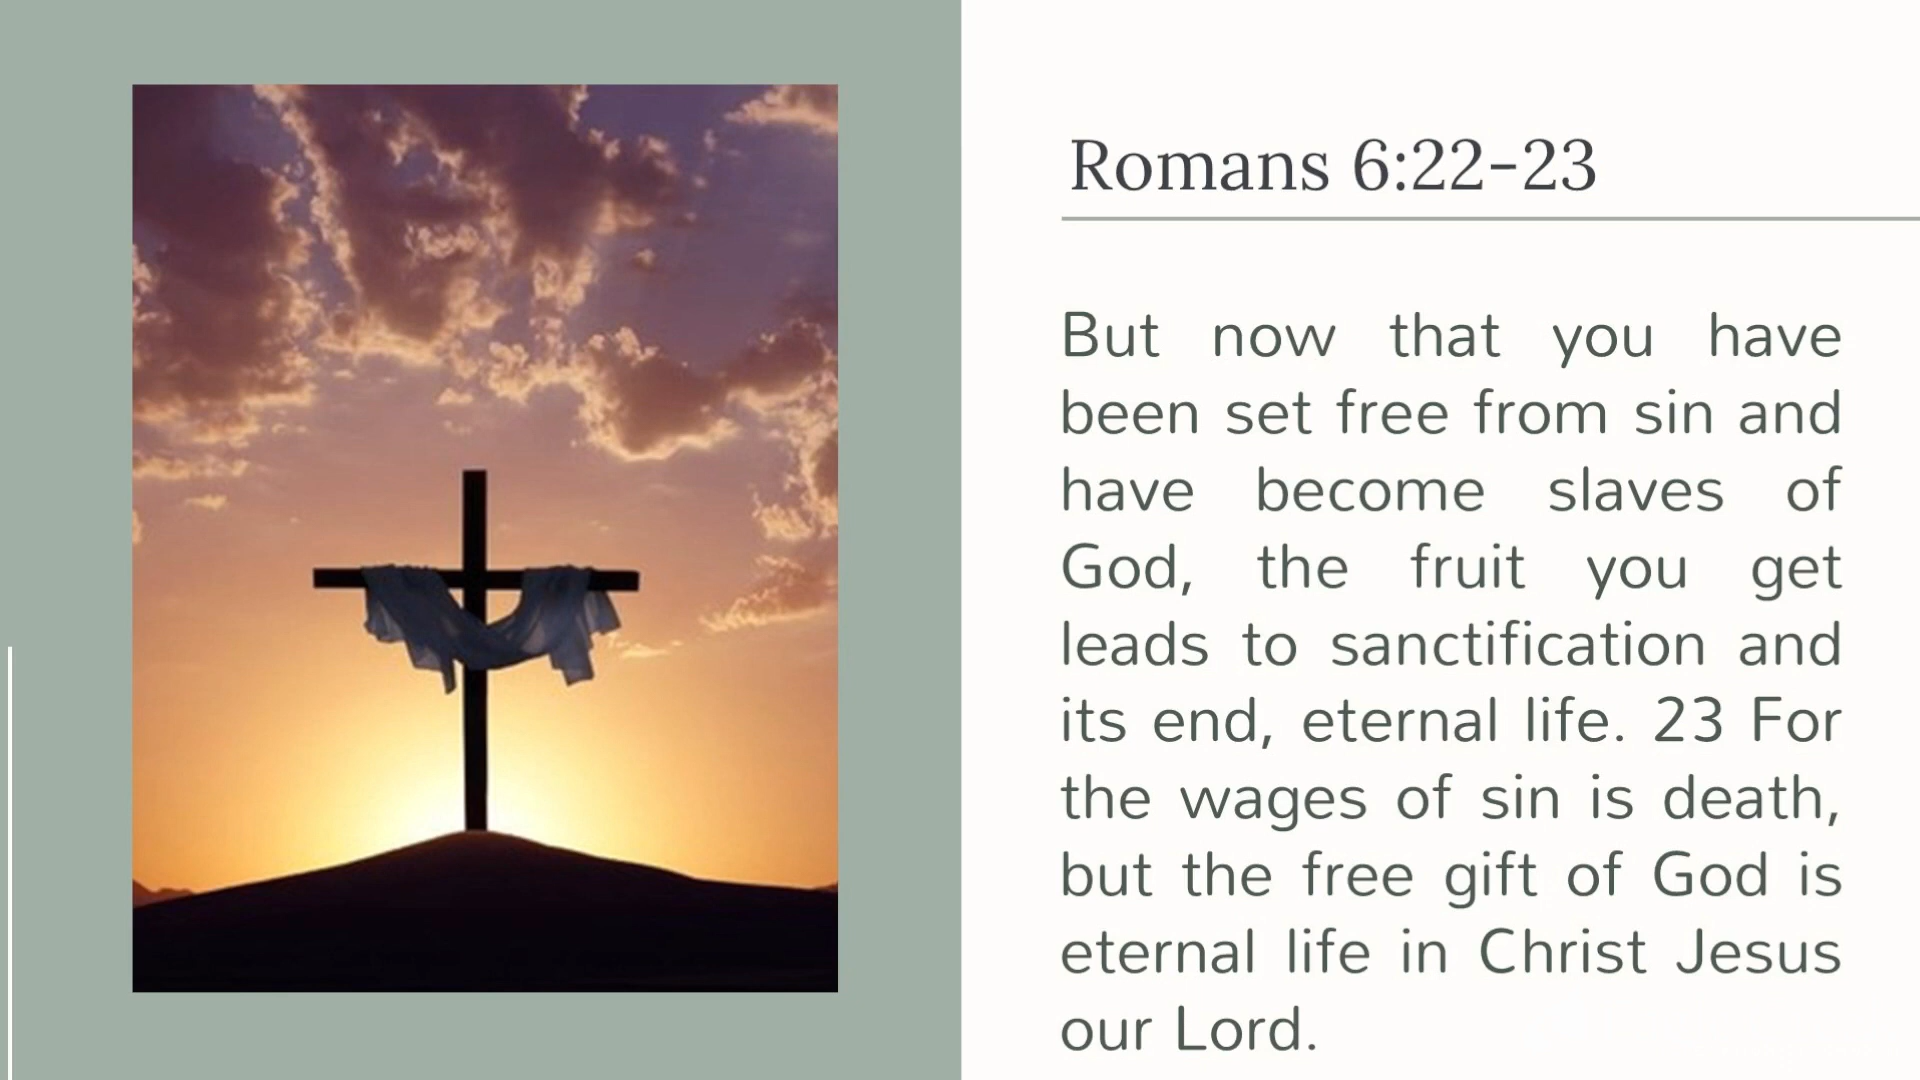 Romans 6:22-23
But now that you have
been set free from sin and
have become slaves of
God, the fruit you get
leads to sanctification and
its end, eternal life. 23 For
the wages of sin is death,
but the free gift of God is
eternal life in Christ Jesus
our Lord.